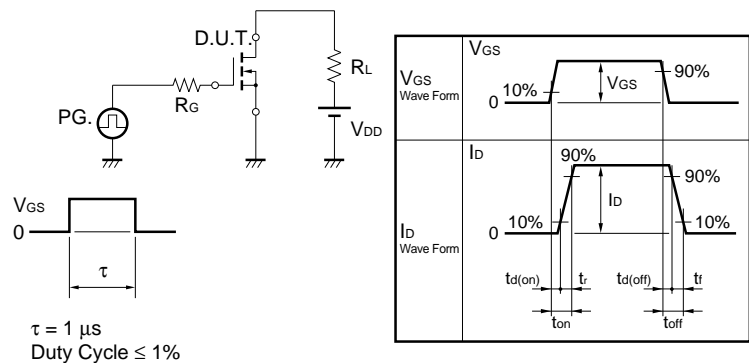 D.U.T.
RL
RG
PG.
VDD
VGS
0
τ
τ = 1 μs
Duty Cycle ≤ 1%
VGS
Wave Form
VGS
10%
0
VGS
90%
ID
Wave Form
ID
90%
90%
ID
10%
10%
0
td(on)
tr
td(off)
tf
ton
toff